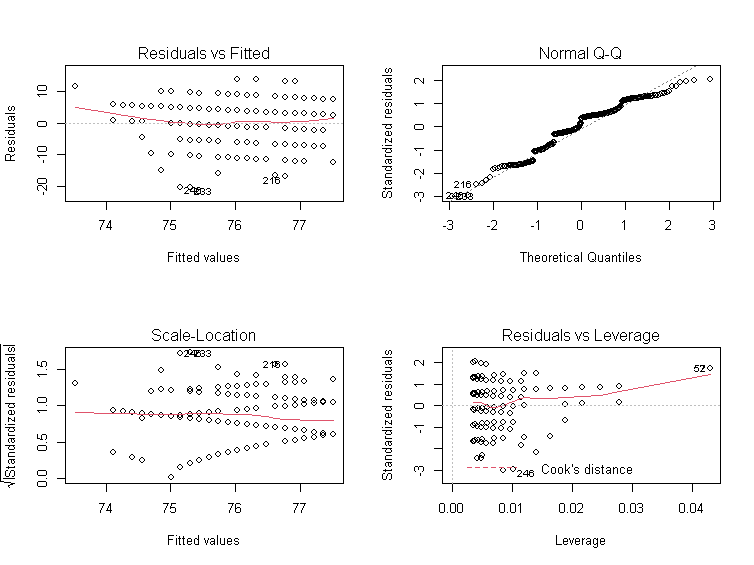 Residuals vs Fitted
Residuals
10
0
-10
-20
216
233
74 75 76 77
Fitted values
Normal Q-Q
Standardized residuals
2
1
0
-1
-2
-3
216
233
-3 -2 -1 0 1 2 3
Theoretical Quantiles
Scale-Location
√|Standardized residuals|
1.5
1.0
0.5
0.0
233
216
74 75 76 77
Fitted values
Residuals vs Leverage
Standardized residuals
2
1
0
-1
-3
246
Cook's distance
0.00 0.01 0.02 0.03 0.04
Leverage